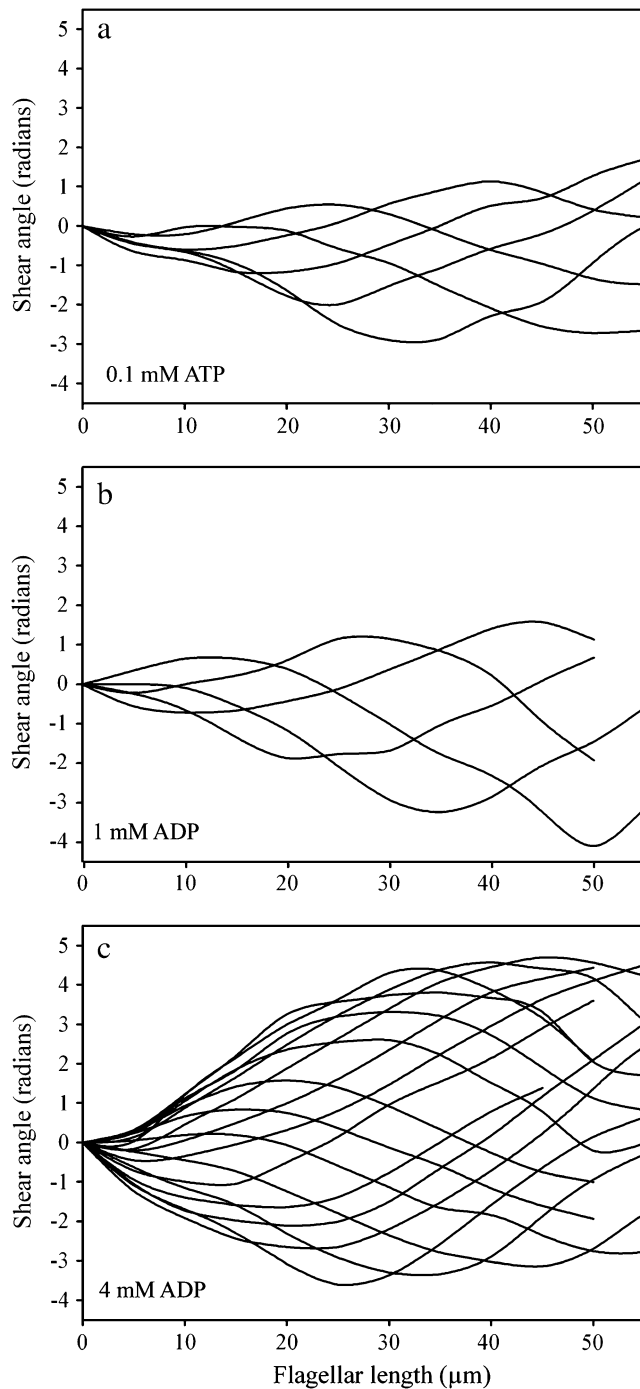 a
5
4
3
2
1
0
-1
-2
-3
-4
Shear angle (radians)
0.1 mM ATP
0 10 20 30 40 50
b
5
4
3
2
1
0
-1
-2
-3
-4
Shear angle (radians)
1 mM ADP
0 10 20 30 40 50
c
5
4
3
2
1
0
-1
-2
-3
-4
Shear angle (radians)
4 mM ADP
0 10 20 30 40 50
Flagellar length (μm)